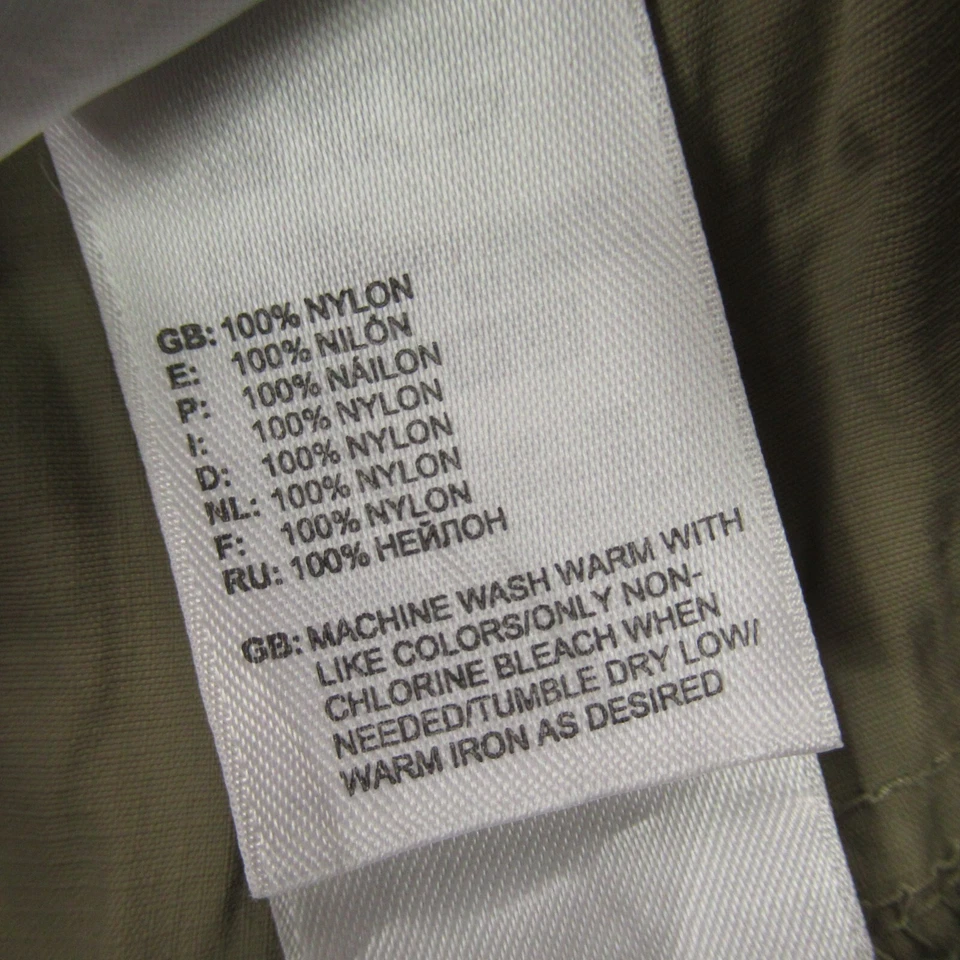 GB: 100% NYLON
E: 100% NILÓN
P: 100% NÁILON
I: 100% NYLON
D: 100% NYLON
NL: 100% NYLON
F: 100% NYLON
RU: 100% НЕЙЛОН
GB: MACHINE WASH WARM WITH
LIKE COLORS/ONLY NON-
CHLORINE BLEACH WHEN
NEEDED/TUMBLE DRY LOW/
WARM IRON AS DESIRED